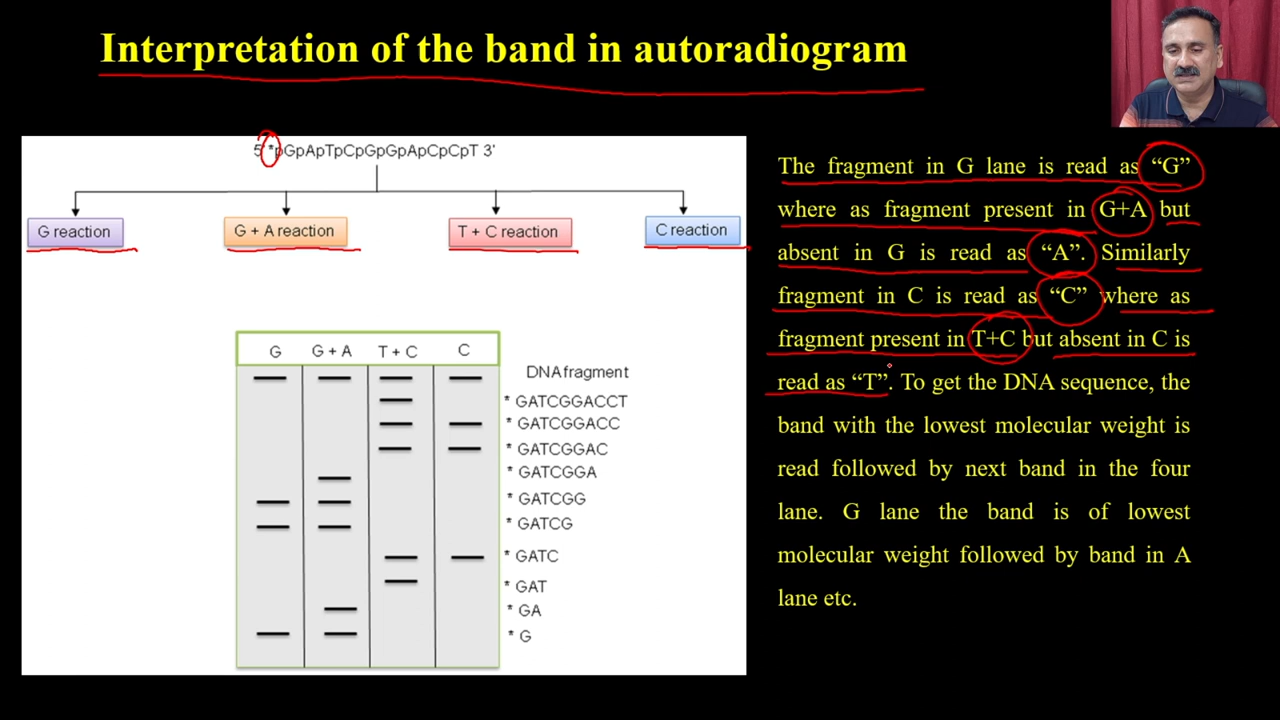 Interpretation of the band in autoradiogram
5' *pGpApTpCpGpGpApCpCpT 3'
G reaction
G + A reaction
T + C reaction
C reaction
G G + A T + C C
DNA fragment
* GATCGGACCT
* GATCGGACC
* GATCGGAC
* GATCGGA
* GATCGG
* GATCG
* GATC
* GAT
* GA
* G
The fragment in G lane is read as “G”
where as fragment present in G+A but
absent in G is read as “A”. Similarly
fragment in C is read as “C” where as
fragment present in T+C but absent in C is
read as “T”. To get the DNA sequence, the
band with the lowest molecular weight is
read followed by next band in the four
lane. G lane the band is of lowest
molecular weight followed by band in A
lane etc.